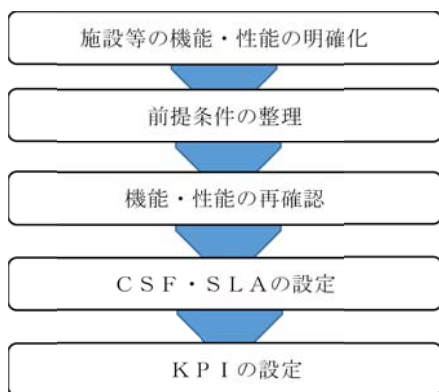 施設等の機能・性能の明確化
前提条件の整理
機能・性能の再確認
ＣＳＦ・ＳＬＡの設定
ＫＰＩの設定